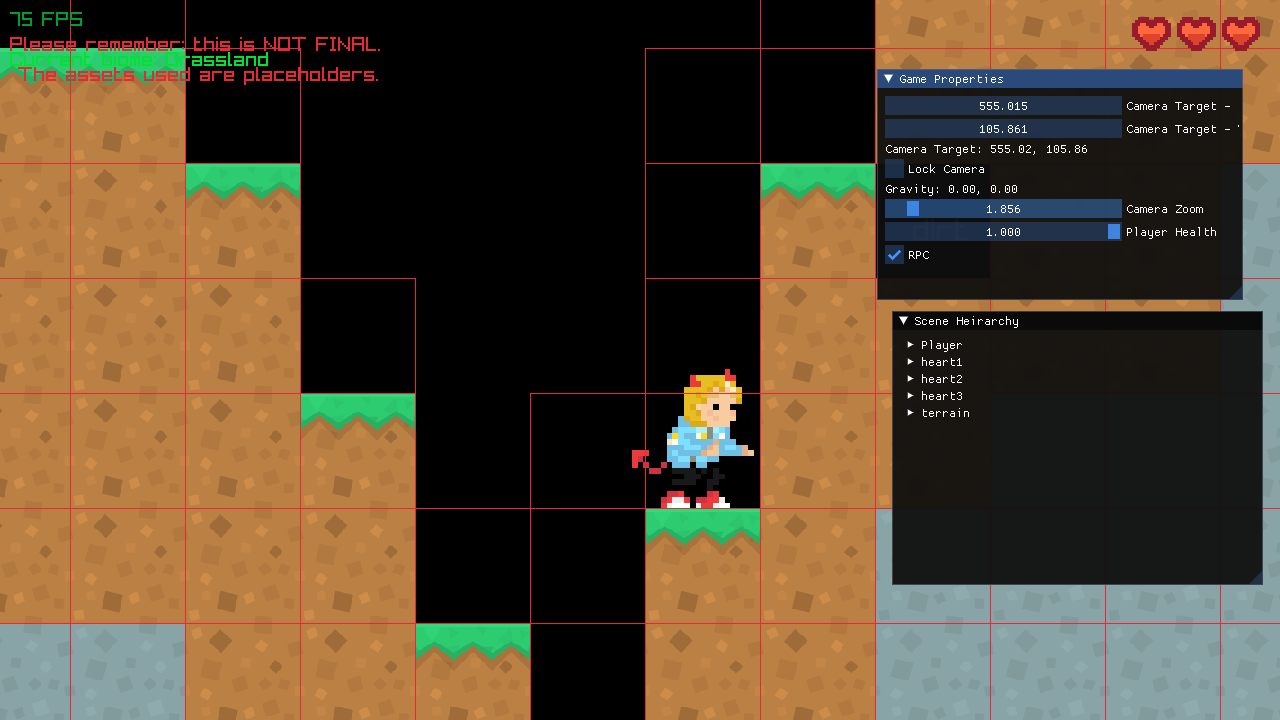 75 FPS
Please remember: this is NOT FINAL.
Current biome: Grassland
The assets used are placeholders.
Game Properties
555.015 Camera Target -
105.861 Camera Target -
Camera Target: 555.02, 105.86
Lock Camera
Gravity: 0.00, 0.00
1.856 Camera Zoom
1.000 Player Health
RPC
Scene Heirarchy
Player
heart1
heart2
heart3
terrain